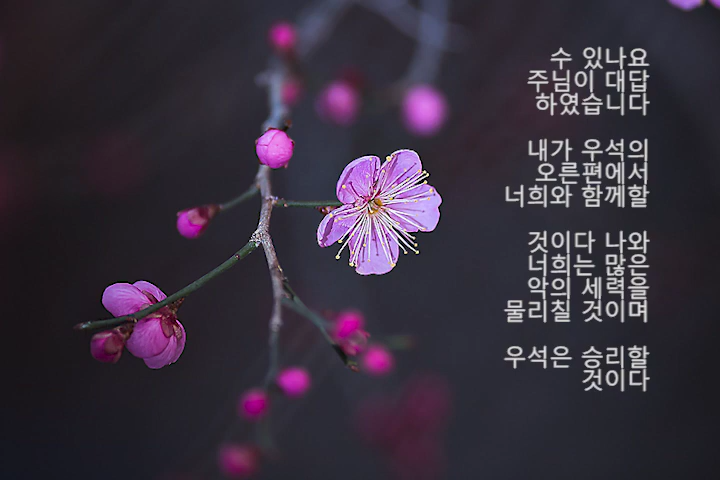 수 있나요
주님이 대답
하였습니다
내가 우석의
오른편에서
너희와 함께할
것이다 나와
너희는 많은
악의 세력을
물리칠 것이며
우석은 승리할
것이다